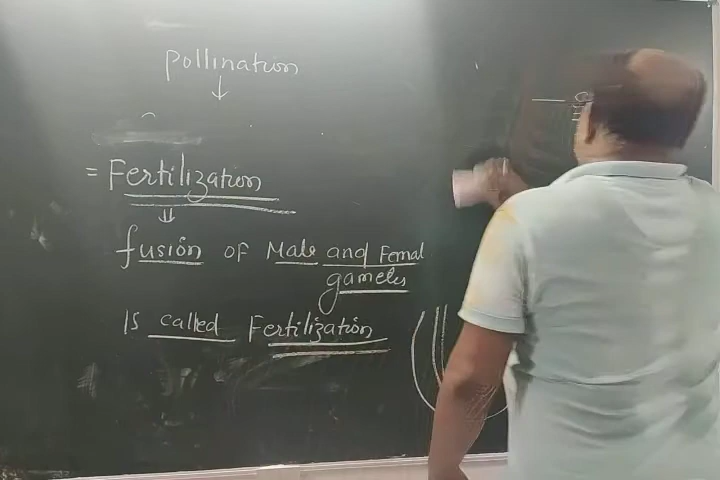 Pollination
↓
= Fertilization
⇓
fusion of Male and Femal
gametes
Is called Fertilization